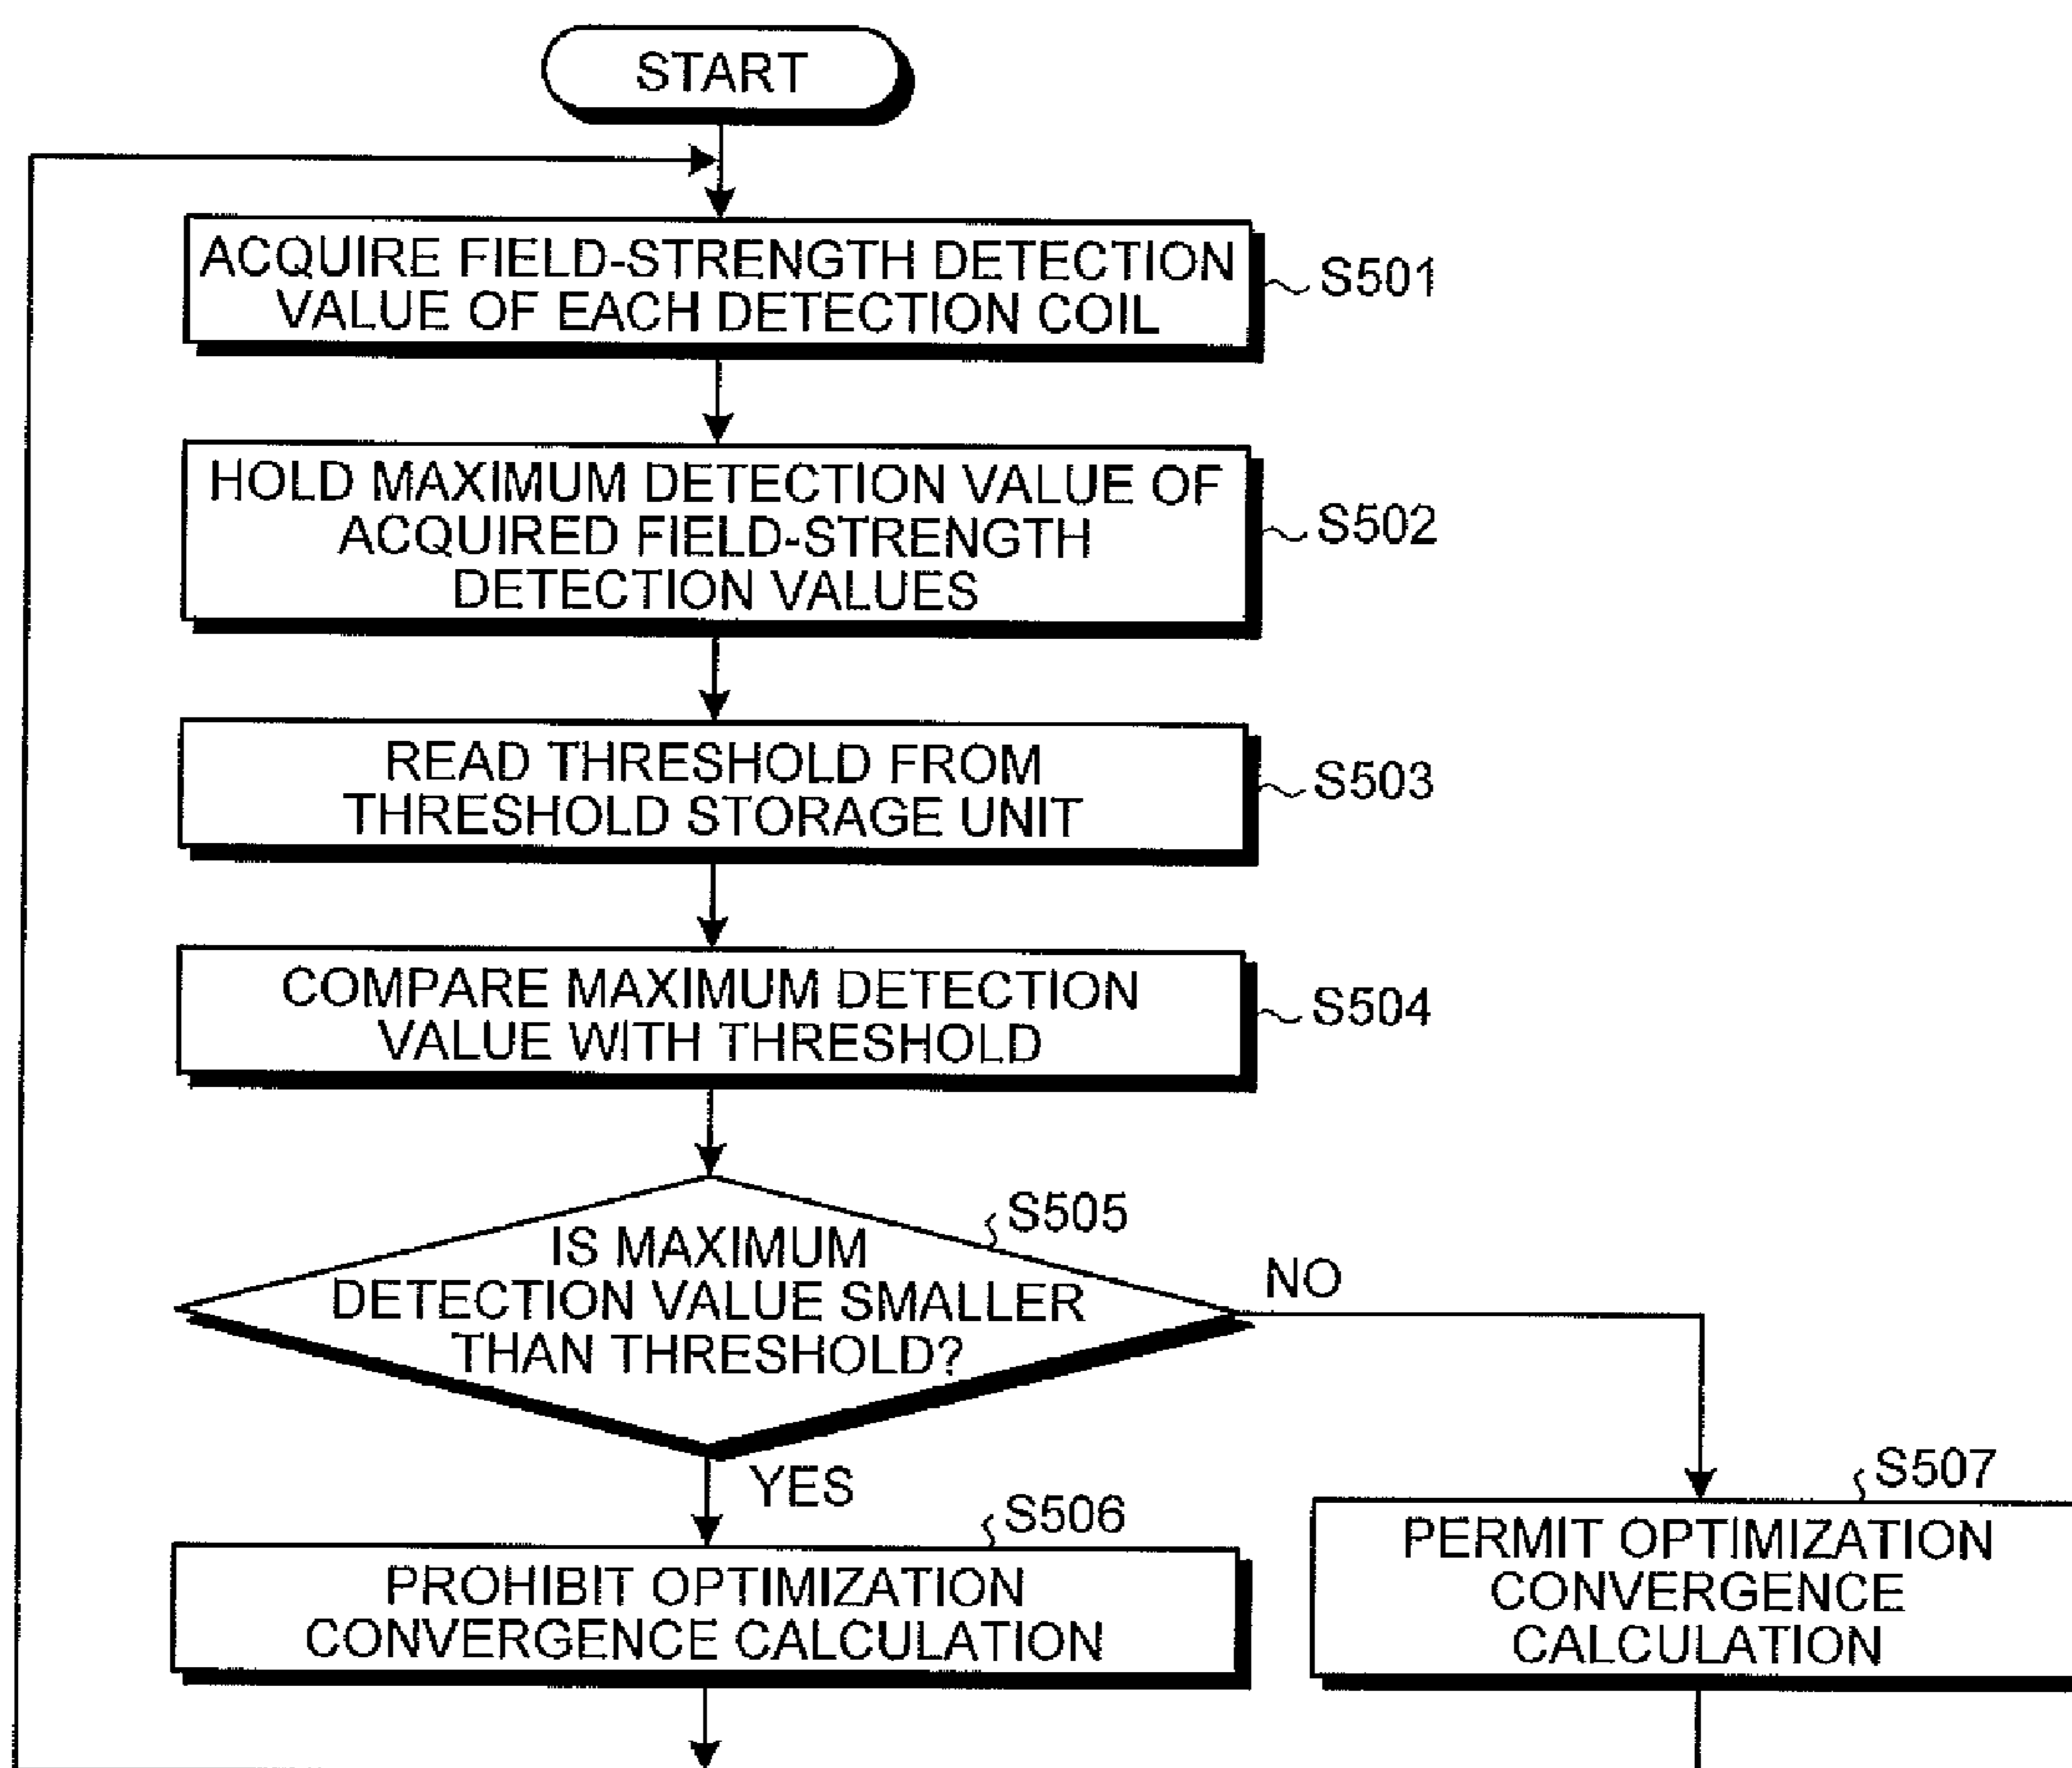 START
ACQUIRE FIELD-STRENGTH DETECTION
VALUE OF EACH DETECTION COIL
S501
HOLD MAXIMUM DETECTION VALUE OF
ACQUIRED FIELD-STRENGTH
DETECTION VALUES
S502
READ THRESHOLD FROM
THRESHOLD STORAGE UNIT
S503
COMPARE MAXIMUM DETECTION
VALUE WITH THRESHOLD
S504
S505
IS MAXIMUM
DETECTION VALUE SMALLER
THAN THRESHOLD?
NO
YES
S506
PROHIBIT OPTIMIZATION
CONVERGENCE CALCULATION
S507
PERMIT OPTIMIZATION
CONVERGENCE
CALCULATION